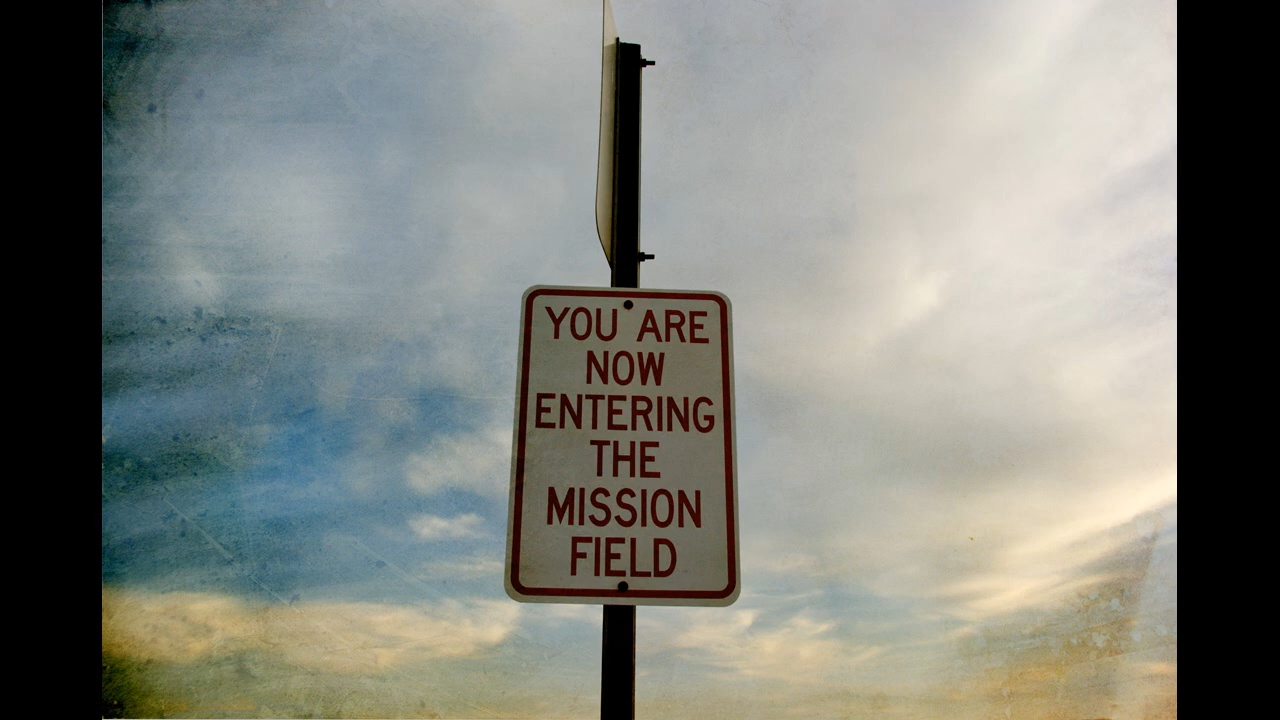 YOU ARE
NOW
ENTERING
THE
MISSION
FIELD